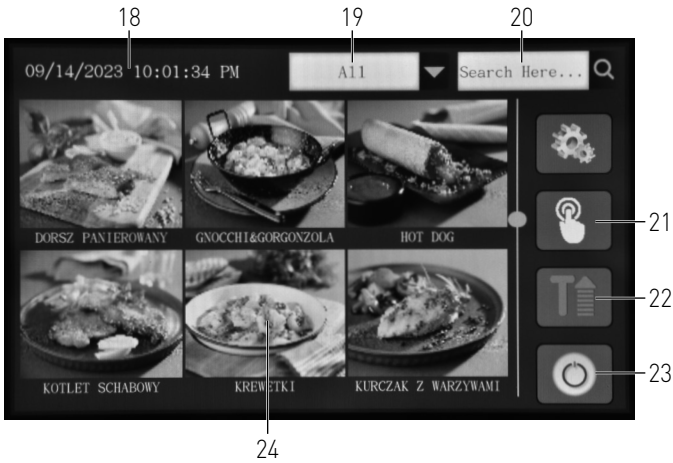 18
19
20
09/14/2023 10:01:34 PM
All
Search Here...
DORSZ PANIEROWANY
GNOCCHI&GORGONZOLA
HOT DOG
21
T
22
KOTLET SCHABOWY
KREWETKI
KURCZAK Z WARZYWAMI
23
24